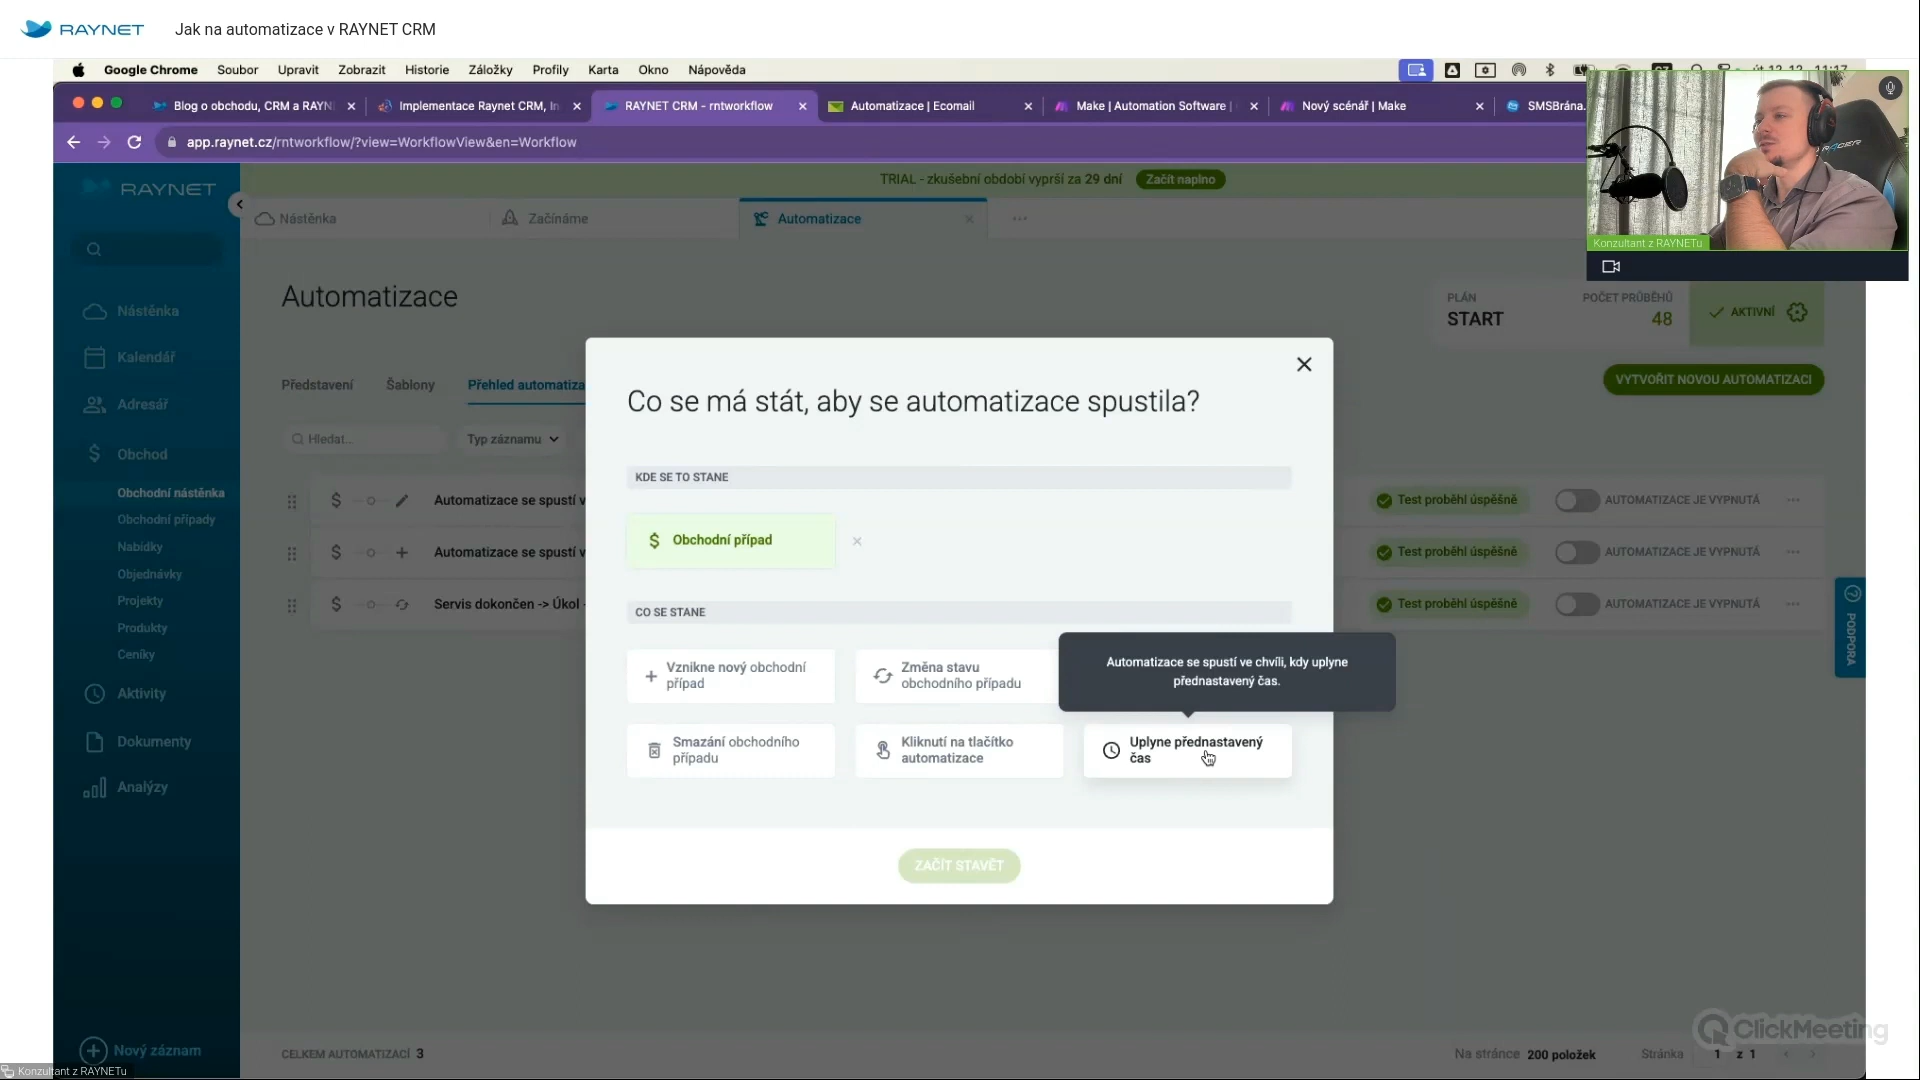 RAYNET
Jak na automatizace v RAYNET CRM
Google Chrome Soubor Upravit Zobrazit Historie Záložky Profily Karta Okno Nápověda
Blog o obchodu, CRM a RAYN
Implementace Raynet CRM, In
RAYNET CRM - rntworkflow
Automatizace | Ecomail
Make | Automation Software |
Nový scénář | Make
SMSBrána.
app.raynet.cz/rntworkflow/?view=WorkflowView&en=Workflow
Konzultant z RAYNETu
RAYNET
TRIAL - zkušební období vyprší za 29 dní
Začít naplno
Nástěnka
Začínáme
Automatizace
Nástěnka
Kalendář
Adresář
Obchod
Obchodní nástěnka
Obchodní případy
Nabídky
Objednávky
Projekty
Produkty
Ceníky
Aktivity
Dokumenty
Analýzy
Nový záznam
Automatizace
PLÁN
START
POČET PRŮBĚHŮ
48
AKTIVNÍ
VYTVOŘIT NOVOU AUTOMATIZACI
Představení
Šablony
Přehled automatiza
Hledat...
Typ záznamu
Automatizace se spustí v
Test proběhl úspěšně
AUTOMATIZACE JE VYPNUTÁ
Automatizace se spustí v
Test proběhl úspěšně
AUTOMATIZACE JE VYPNUTÁ
Servis dokončen -> Úkol
Test proběhl úspěšně
AUTOMATIZACE JE VYPNUTÁ
Co se má stát, aby se automatizace spustila?
KDE SE TO STANE
Obchodní případ
CO SE STANE
Vznikne nový obchodní
případ
Změna stavu
obchodního případu
Automatizace se spustí ve chvíli, kdy uplyne
přednastavený čas.
Smazání obchodního
případu
Kliknutí na tlačítko
automatizace
Uplyne přednastavený
čas
ZAČÍT STAVĚT
PODPORA
CELKEM AUTOMATIZACÍ 3
Na stránce 200 položek
Stránka 1 z 1
ClickMeeting
Konzultant z RAYNETu